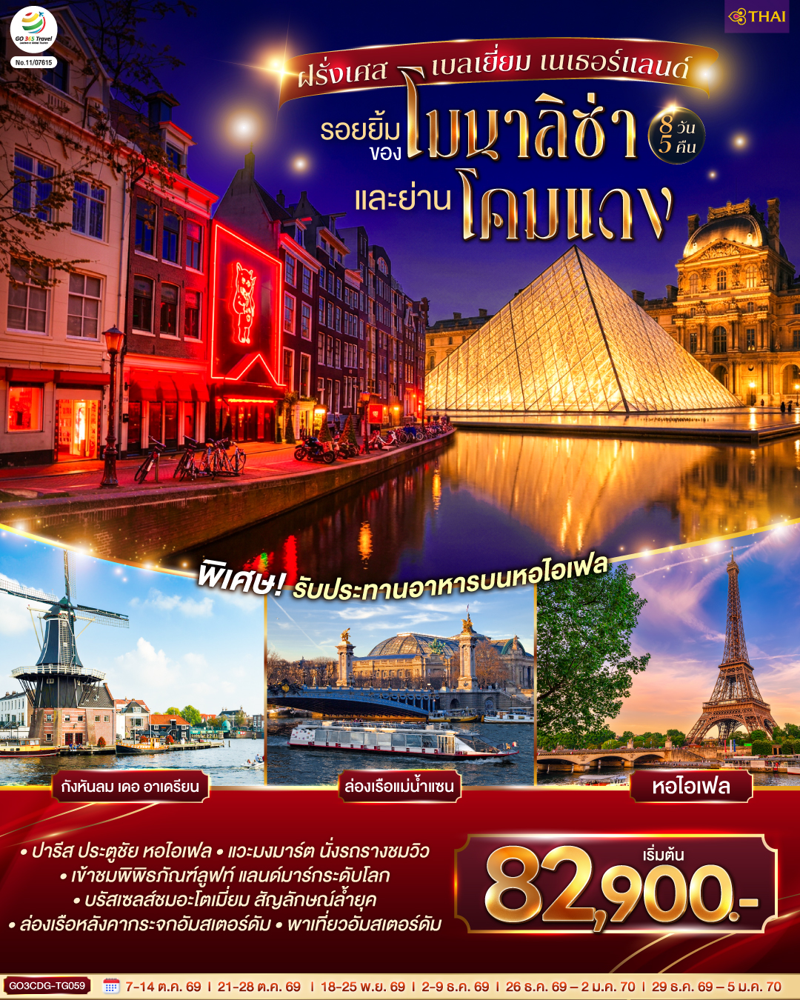 GO 365 Travel
Leaders in Global Tourism
No.11/07615
THAI
ฝรั่งเศส เบลเยี่ยม เนเธอร์แลนด์
รอยยิ้มของ โมนาลิซ่า
8 วัน
5 คืน
และย่าน โคมแดง
พิเศษ! รับประทานอาหารบนหอไอเฟล
กังหันลม เดอ อาเดรียน
ล่องเรือแม่น้ำแซน
หอไอเฟล
• ปารีส ประตูชัย หอไอเฟล • แวะมงมาร์ต นั่งรถรางชมวิว
• เข้าชมพิพิธภัณฑ์ลูฟท์ แลนด์มาร์กระดับโลก
• บรัสเซลส์ชมอะโตเมี่ยม สัญลักษณ์ล้ำยุค
• ล่องเรือหลังคากระจกอัมสเตอร์ดัม • พาเที่ยวอัมสเตอร์ดัม
เริ่มต้น
82,900.-
GO3CDG-TG059
7-14 ต.ค. 69 | 21-28 ต.ค. 69 | 18-25 พ.ย. 69 | 2-9 ธ.ค. 69 | 26 ธ.ค. 69 – 2 ม.ค. 70 | 29 ธ.ค. 69 – 5 ม.ค. 70